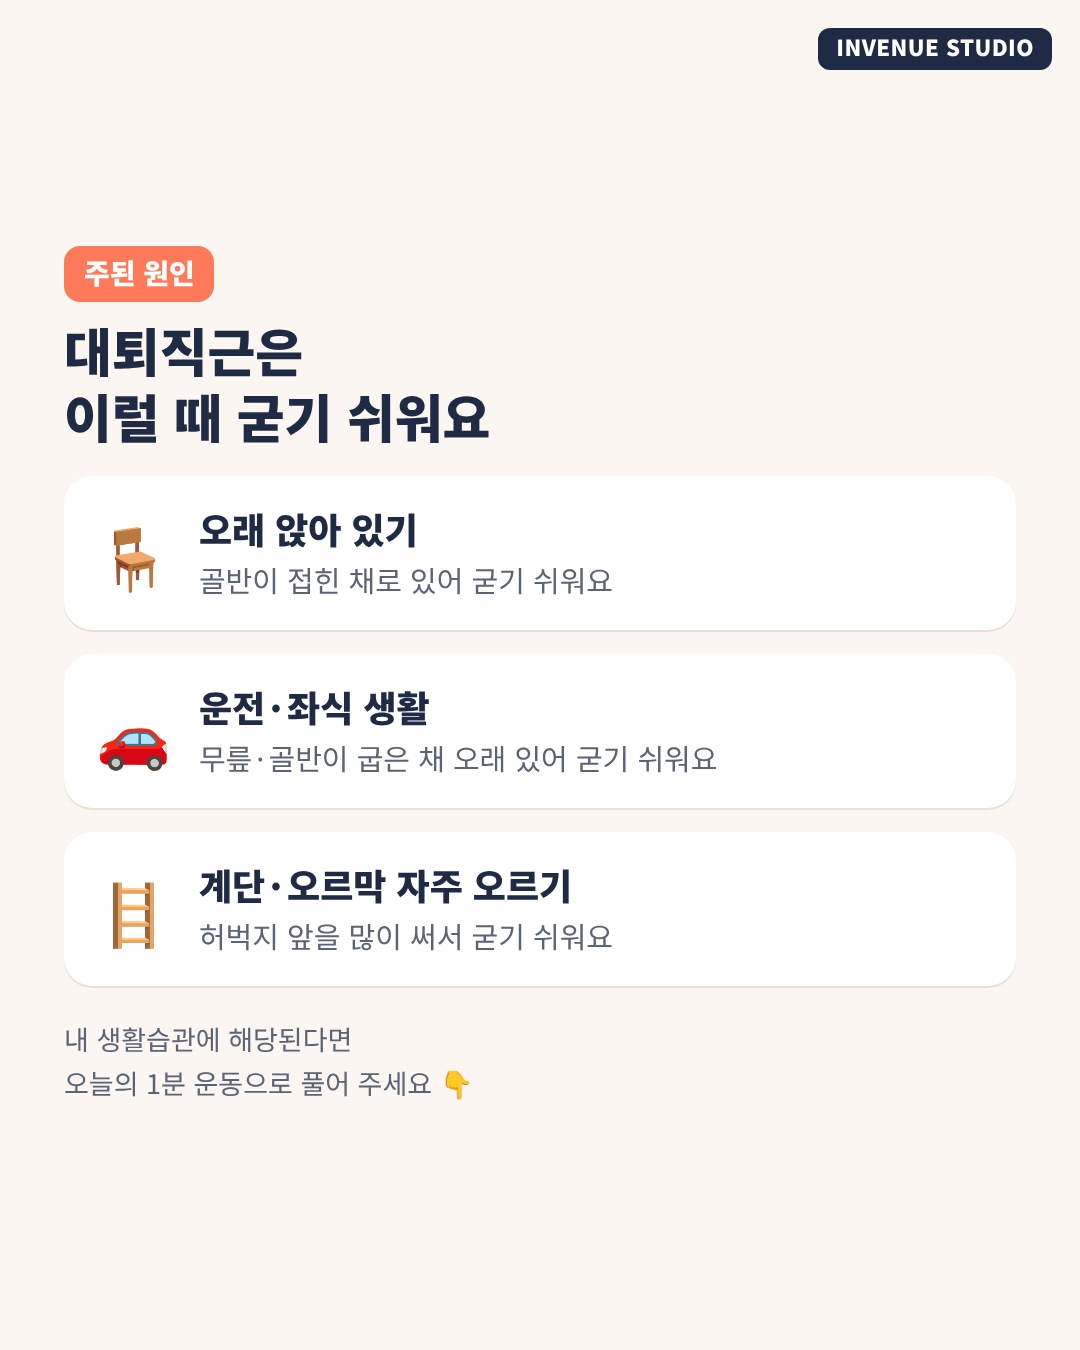 INVENUE STUDIO
주된 원인
대퇴직근은
이럴 때 굳기 쉬워요
오래 앉아 있기
골반이 접힌 채로 있어 굳기 쉬워요
운전·좌식 생활
무릎·골반이 굽은 채 오래 있어 굳기 쉬워요
계단·오르막 자주 오르기
허벅지 앞을 많이 써서 굳기 쉬워요
내 생활습관에 해당된다면
오늘의 1분 운동으로 풀어 주세요 👇